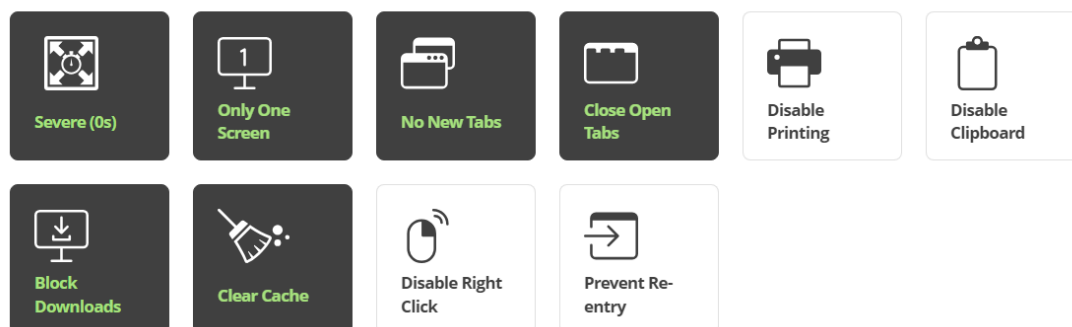 1
Severe (0s)
Only One
Screen
No New Tabs
Close Open
Tabs
Disable
Printing
Disable
Clipboard
Block
Downloads
Clear Cache
Disable Right
Click
Prevent Re-
entry